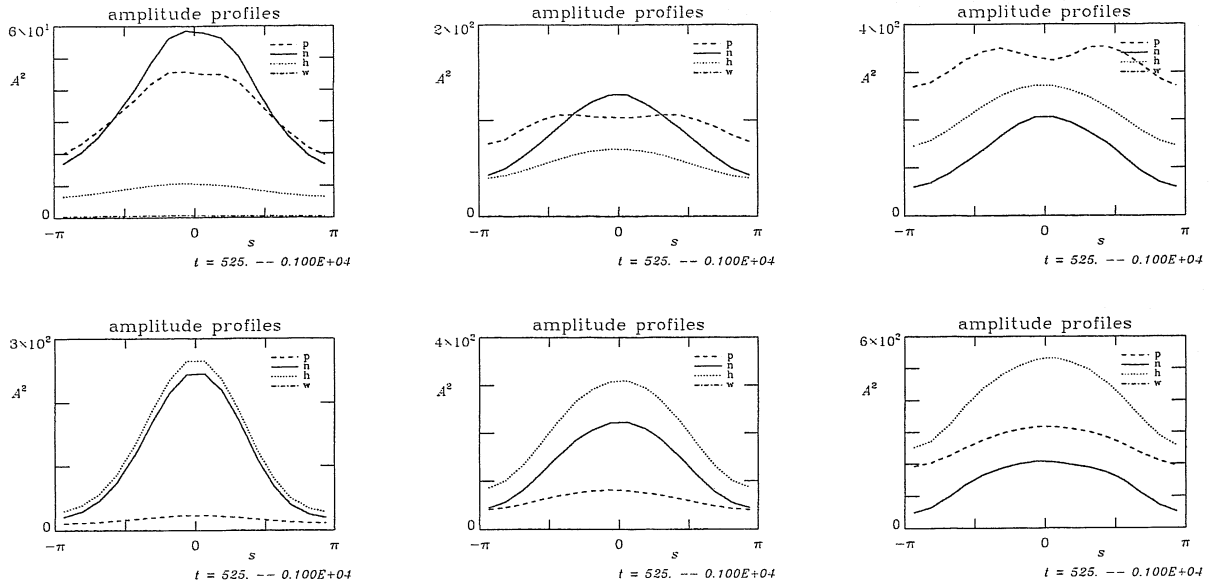 amplitude profiles
6×10¹
p
n
h
w
A²
0
−π
0
π
s
t = 525. −− 0.100E+04
amplitude profiles
2×10²
p
n
h
w
A²
0
−π
0
π
s
t = 525. −− 0.100E+04
amplitude profiles
4×10²
p
n
h
w
A²
0
−π
0
π
s
t = 525. −− 0.100E+04
amplitude profiles
3×10²
p
n
h
w
A²
0
−π
0
π
s
t = 525. −− 0.100E+04
amplitude profiles
4×10²
p
n
h
w
A²
0
−π
0
π
s
t = 525. −− 0.100E+04
amplitude profiles
6×10²
p
n
h
w
A²
0
−π
0
π
s
t = 525. −− 0.100E+04